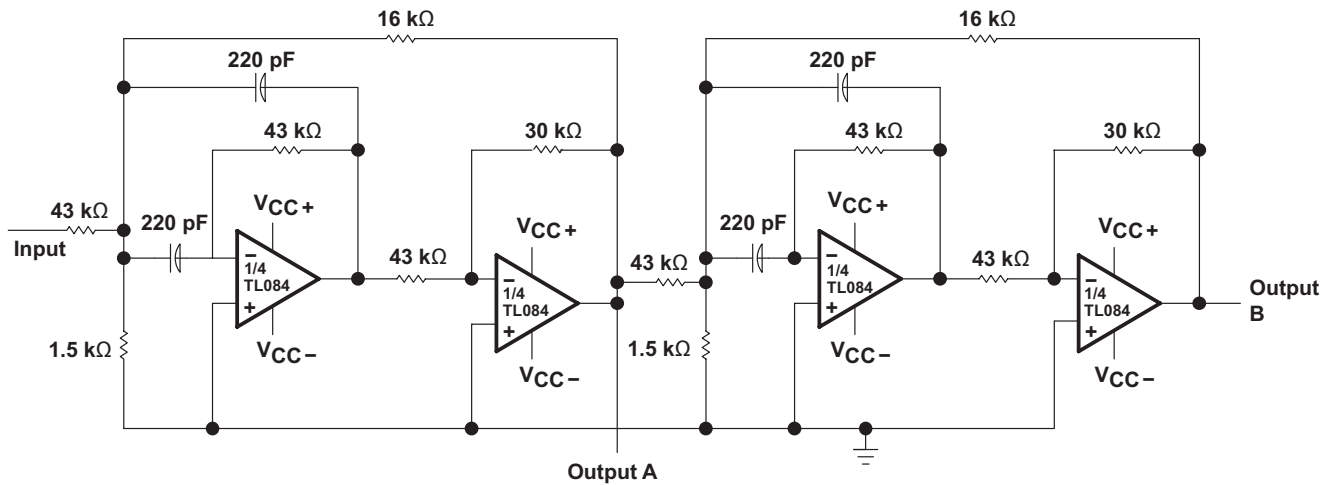 16 kΩ
16 kΩ
220 pF
220 pF
43 kΩ
30 kΩ
43 kΩ
30 kΩ
43 kΩ
Input
220 pF
VCC+
−
1/4
TL084
+
VCC−
1.5 kΩ
43 kΩ
VCC+
−
1/4
TL084
+
VCC−
43 kΩ
220 pF
VCC+
−
1/4
TL084
+
VCC−
1.5 kΩ
43 kΩ
VCC+
−
1/4
TL084
+
VCC−
Output
B
Output A